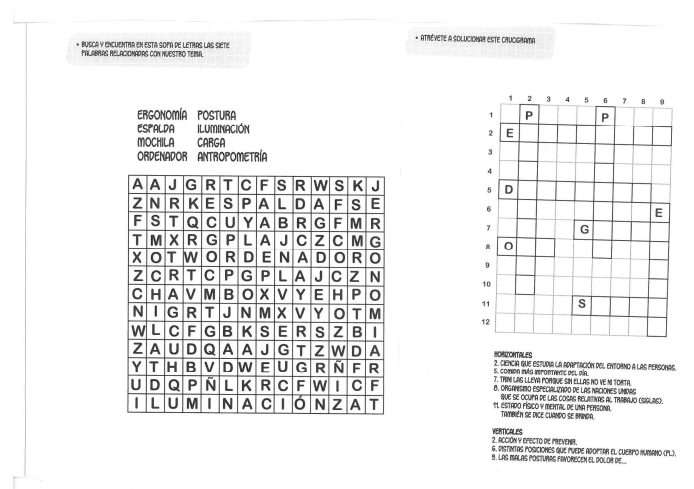 • BUSCA Y ENCUENTRA EN ESTA SOPA DE LETRAS LAS SIETE
PALABRAS RELACIONADAS CON NUESTRO TEMA.
ERGONOMÍA POSTURA
ESPALDA ILUMINACIÓN
MOCHILA CARGA
ORDENADOR ANTROPOMETRÍA
A A J G R T C F S R W S K J
Z N R K E S P A L D A F S E
F S T Q C U Y A B R G F M R
T M X R G P L A J C Z C M G
X O T W O R D E N A D O R O
Z C R T C P G P L A J C Z N
C H A V M B O X V Y E H P O
N I G R T J N M X V Y O T M
W L C F G B K S E R S Z B I
Z A U D Q A A J G T Z W D A
Y T H B V D W E U G R Ñ F R
U D Q P Ñ L K R C F W I C F
I L U M I N A C I Ó N Z A T
• ATRÉVETE A SOLUCIONAR ESTE CRUCIGRAMA
1 2 3 4 5 6 7 8 9
1 P P
2 E
3
4
5 D
6 E
7 G
8 O
9
10
11 S
12
HORIZONTALES
2. CIENCIA QUE ESTUDIA LA ADAPTACIÓN DEL ENTORNO A LAS PERSONAS.
5. COMIDA MÁS IMPORTANTE DEL DÍA.
7. TRINI LAS LLEVA PORQUE SIN ELLAS NO VE NI TORTA.
8. ORGANISMO ESPECIALIZADO DE LAS NACIONES UNIDAS
QUE SE OCUPA DE LAS COSAS RELATIVAS AL TRABAJO (SIGLAS).
11. ESTADO FÍSICO Y MENTAL DE UNA PERSONA.
TAMBIÉN SE DICE CUANDO SE BRINDA.
VERTICALES
2. ACCIÓN Y EFECTO DE PREVENIR.
6. DISTINTAS POSICIONES QUE PUEDE ADOPTAR EL CUERPO HUMANO (PL).
9. LAS MALAS POSTURAS FAVORECEN EL DOLOR DE...